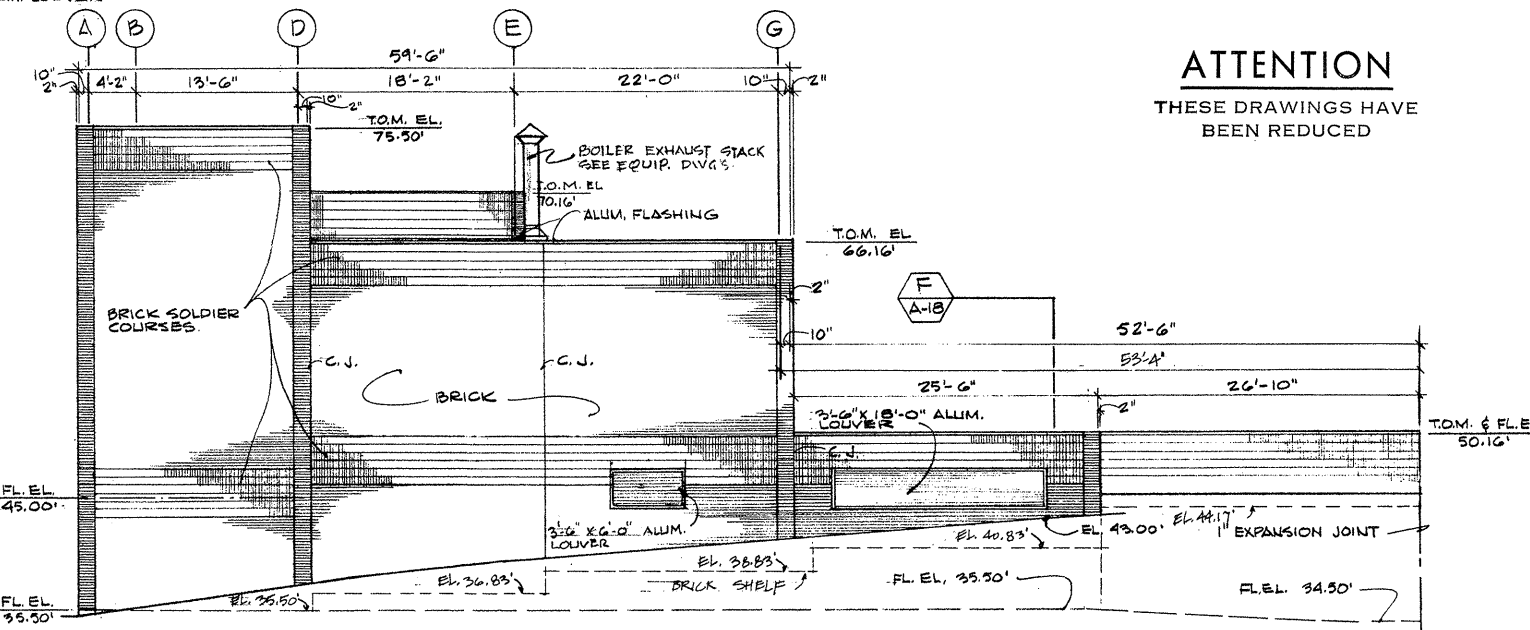 A B D E G
59'-6"
10" 2" 4'-2" 13'-6" 18'-2" 22'-0" 10" 2"
10" 2"
ATTENTION
THESE DRAWINGS HAVE
BEEN REDUCED
T.O.M. EL.
75.50'
BOILER EXHAUST STACK
SEE EQUIP. DWG'S.
T.O.M. EL
70.16'
ALUM. FLASHING
T.O.M. EL
66.16'
F
A-18
2"
10"
BRICK SOLDIER
COURSES.
C.J.
C.J.
BRICK
52'-6"
53'-4"
25'-6" 26'-10"
2"
3'-6" X 18'-0" ALUM.
LOUVER
T.O.M. & FL.E
50.16'
C.J.
FL. EL.
45.00'
3'-6" X 6'-0" ALUM.
LOUVER
EL. 44.17'
EL. 43.00'
1" EXPANSION JOINT
EL. 40.83'
EL. 38.83'
BRICK SHELF
EL. 36.83'
EL. 35.50'
FL. EL. 35.50'
FL. EL. 34.50'
FL. EL.
35.50'